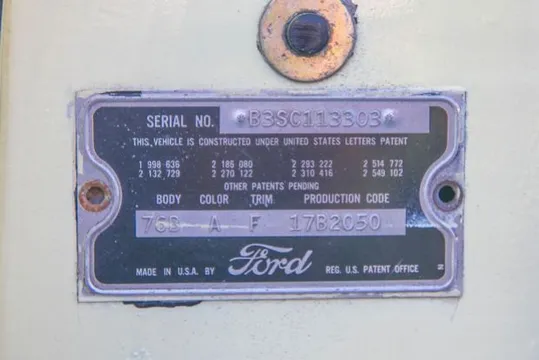 SERIAL NO. *B3SG113303*
THIS VEHICLE IS CONSTRUCTED UNDER UNITED STATES LETTERS PATENT
1 998 636 2 186 080 2 293 222 2 514 772
2 132 729 2 270 122 2 310 416 2 549 102
OTHER PATENTS PENDING
BODY COLOR TRIM PRODUCTION CODE
76B A F 17B2050
MADE IN U.S.A. BY Ford REG. U.S. PATENT OFFICE